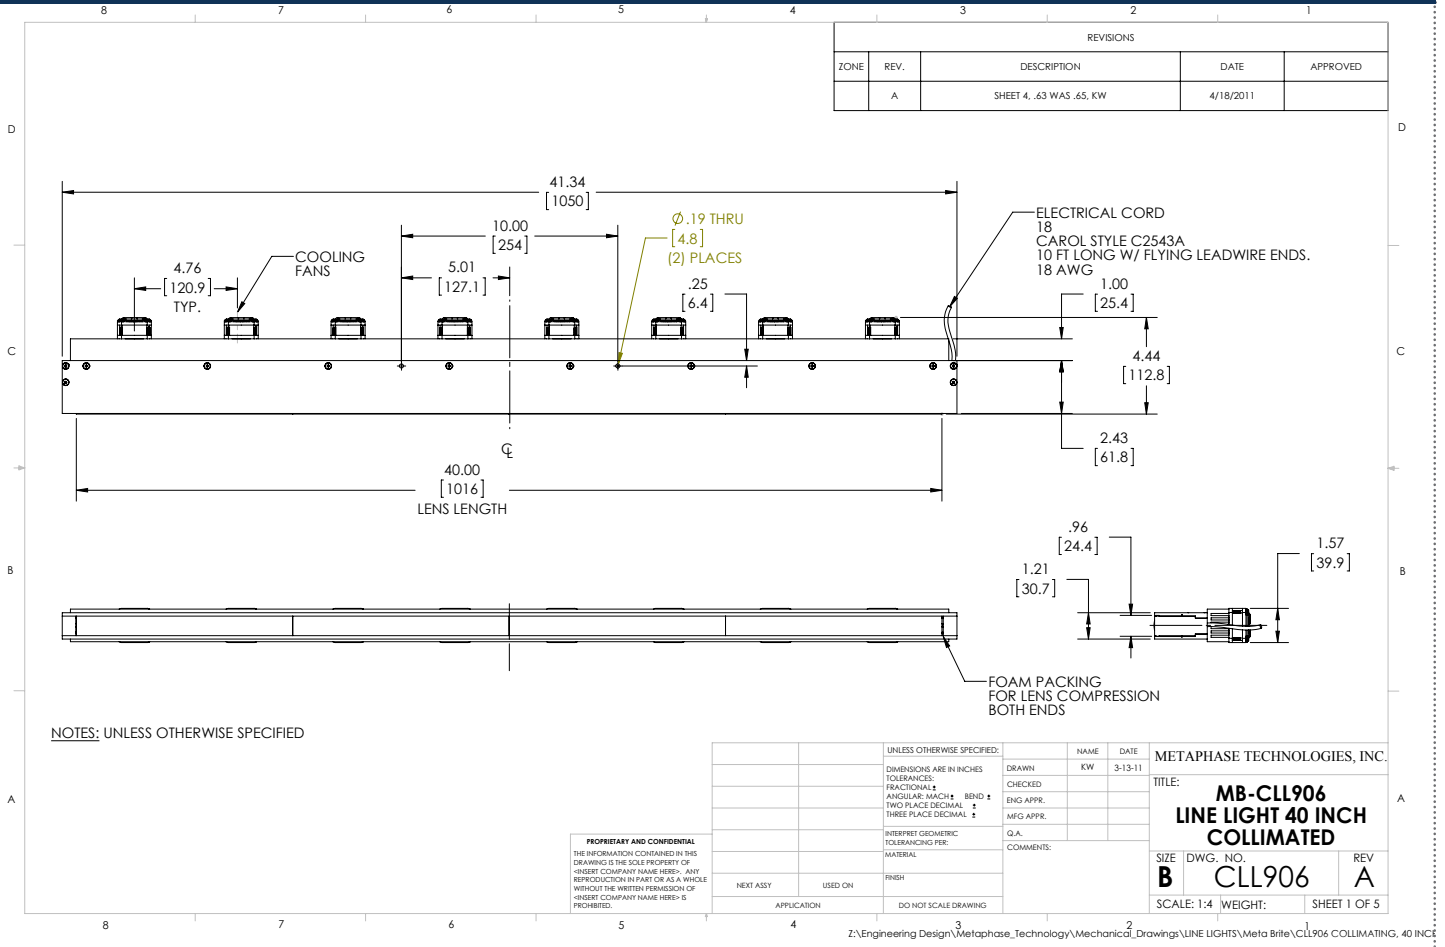 8 7 6 5 4 3 2 1
REVISIONS
ZONE REV. DESCRIPTION DATE APPROVED
A SHEET 4, .63 WAS .65, KW 4/18/2011
D D
41.34
[1050]
10.00
[254]
Ø.19 THRU
[4.8]
(2) PLACES
ELECTRICAL CORD
18
CAROL STYLE C2543A
10 FT LONG W/ FLYING LEADWIRE ENDS.
18 AWG
COOLING
FANS
4.76
[120.9]
TYP.
5.01
[127.1]
.25
[6.4]
1.00
[25.4]
C C
4.44
[112.8]
2.43
[61.8]
CL
40.00
[1016]
LENS LENGTH
.96
[24.4]
1.57
[39.9]
1.21
[30.7]
B B
FOAM PACKING
FOR LENS COMPRESSION
BOTH ENDS
NOTES: UNLESS OTHERWISE SPECIFIED
A A
PROPRIETARY AND CONFIDENTIAL
THE INFORMATION CONTAINED IN THIS
DRAWING IS THE SOLE PROPERTY OF
<INSERT COMPANY NAME HERE>. ANY
REPRODUCTION IN PART OR AS A WHOLE
WITHOUT THE WRITTEN PERMISSION OF
<INSERT COMPANY NAME HERE> IS
PROHIBITED.
NEXT ASSY USED ON
APPLICATION
UNLESS OTHERWISE SPECIFIED:
DIMENSIONS ARE IN INCHES
TOLERANCES:
FRACTIONAL ±
ANGULAR: MACH ± BEND ±
TWO PLACE DECIMAL ±
THREE PLACE DECIMAL ±
INTERPRET GEOMETRIC
TOLERANCING PER:
MATERIAL
FINISH
DO NOT SCALE DRAWING
NAME DATE
DRAWN KW 3-13-11
CHECKED
ENG APPR.
MFG APPR.
Q.A.
COMMENTS:
METAPHASE TECHNOLOGIES, INC.
TITLE:
MB-CLL906
LINE LIGHT 40 INCH
COLLIMATED
SIZE DWG. NO. REV
B CLL906 A
SCALE: 1:4 WEIGHT: SHEET 1 OF 5
8 7 6 5 4 3 2 1
Z:\Engineering Design\Metaphase_Technology\Mechanical_Drawings\LINE LIGHTS\Meta Brite\CLL906 COLLIMATING, 40 INC